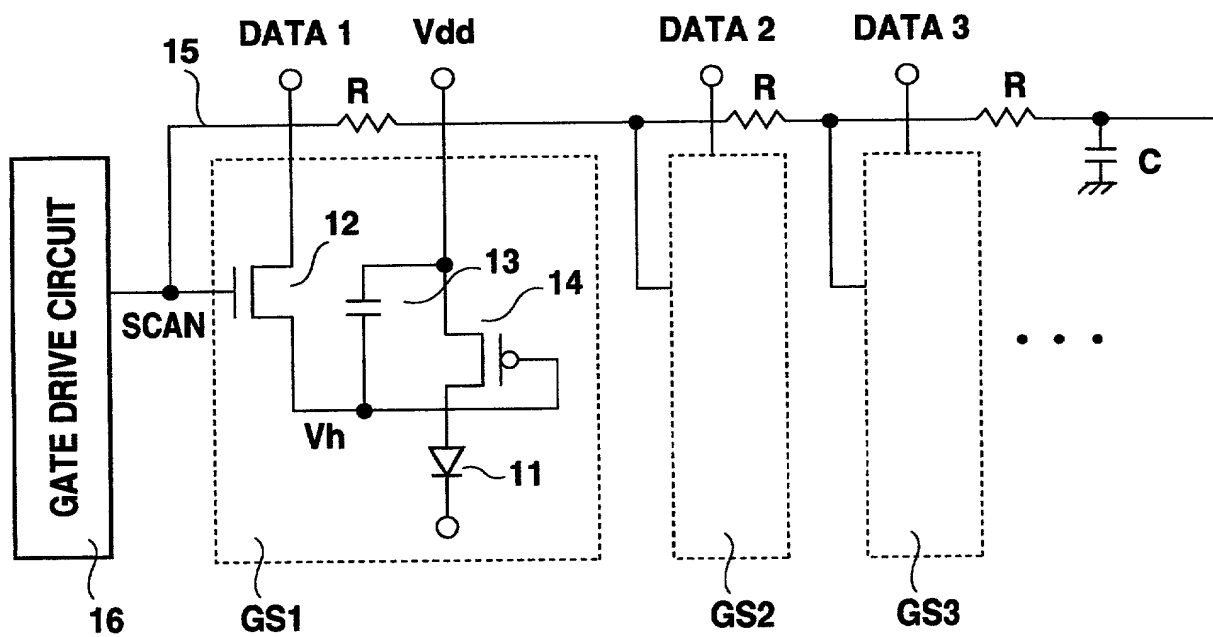 DATA 1
Vdd
DATA 2
DATA 3
15
R
R
R
C
12
13
14
SCAN
GATE DRIVE CIRCUIT
Vh
11
16
GS1
GS2
GS3